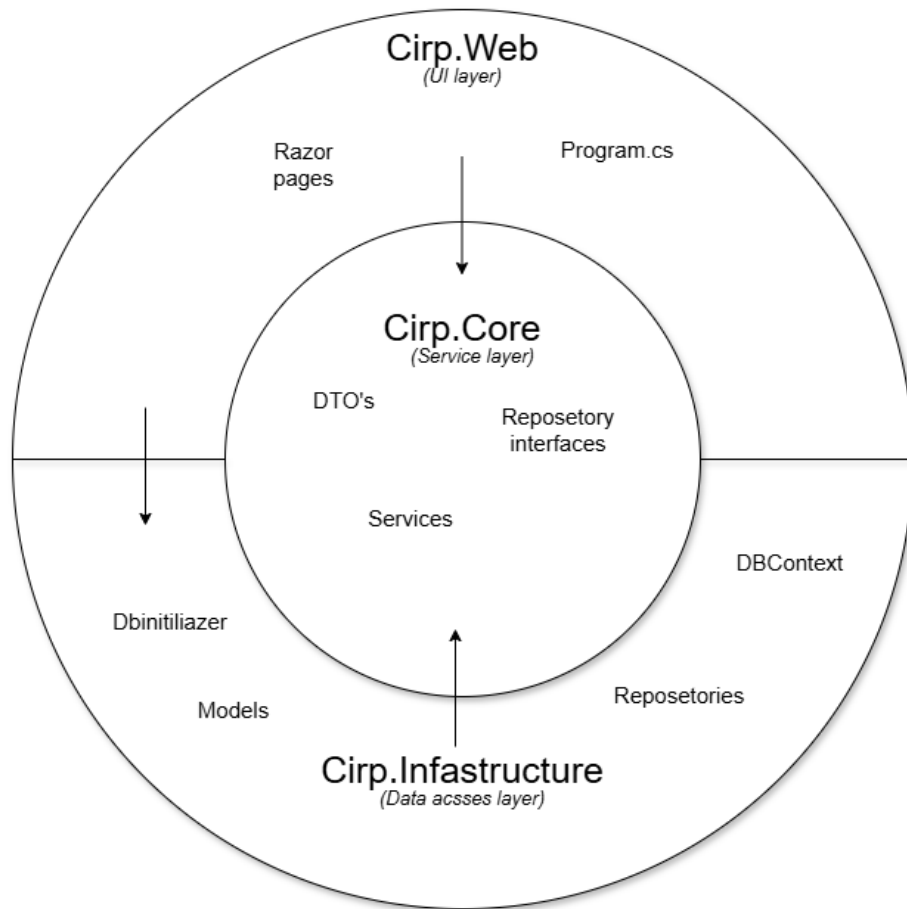 Cirp.Web
(UI layer)
Razor
pages
Program.cs
Cirp.Core
(Service layer)
DTO's
Reposetory
interfaces
Services
DBContext
Dbinitiliazer
Models
Reposetories
Cirp.Infastructure
(Data acsses layer)